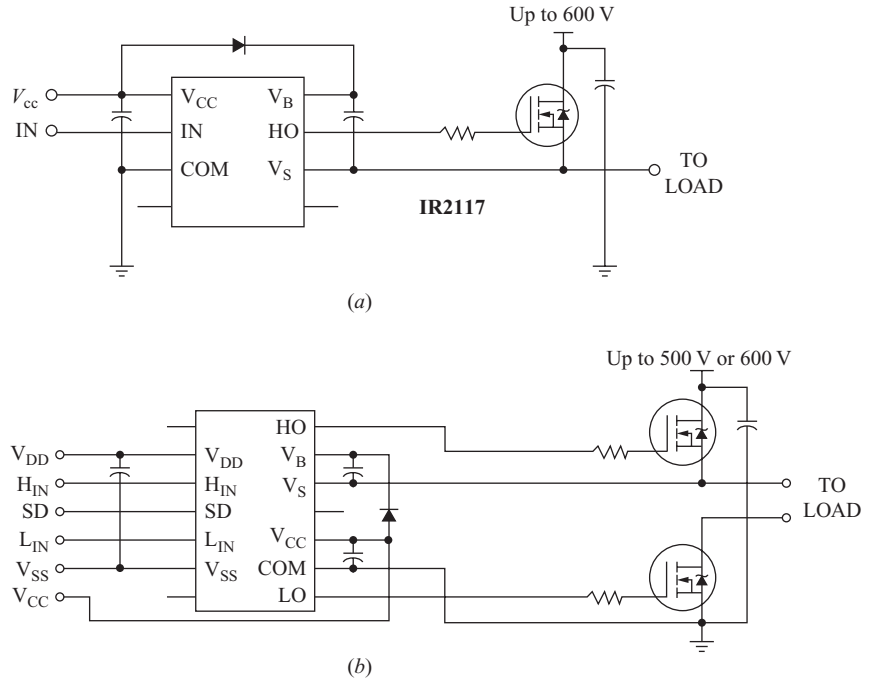 Up to 600 V
V_cc
V_CC
V_B
IN
IN
HO
COM
V_S
TO
LOAD
IR2117
(a)
Up to 500 V or 600 V
HO
V_DD
V_DD
V_B
H_IN
H_IN
V_S
TO
LOAD
SD
SD
L_IN
L_IN
V_CC
V_SS
V_SS
COM
V_CC
LO
(b)